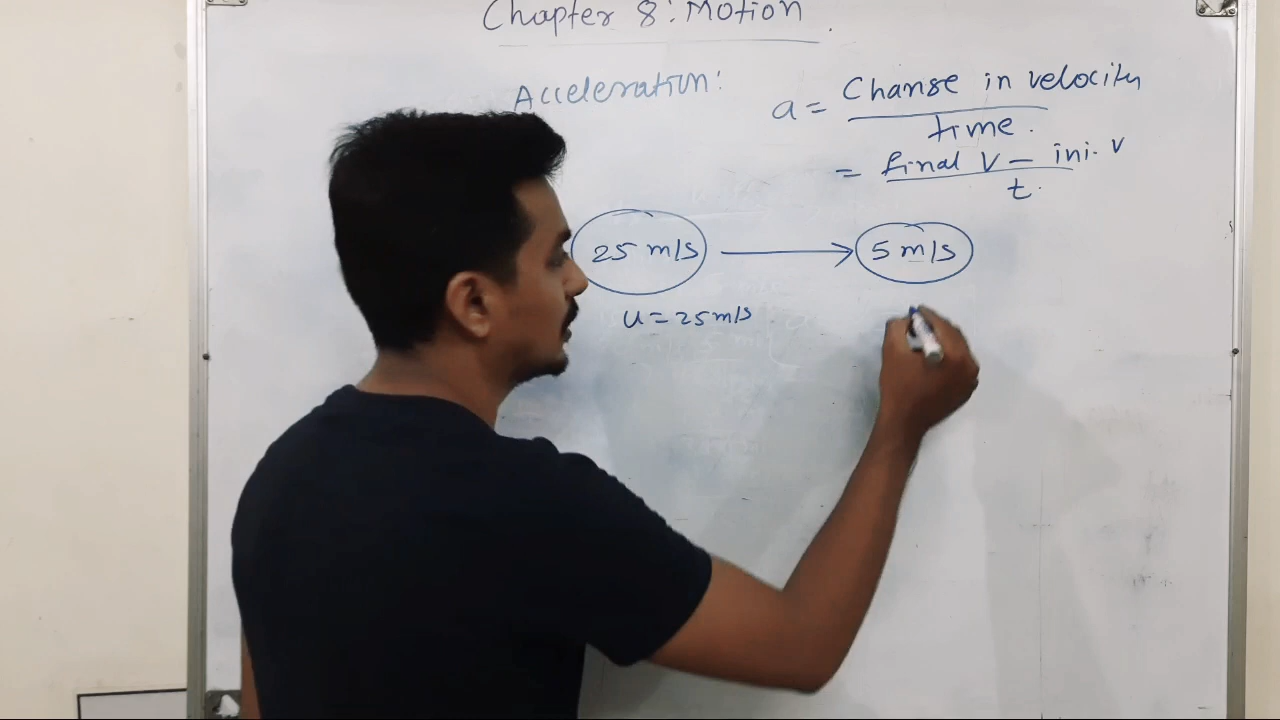 Chapter 8: Motion
Acceleration:
a = Change in velocity
time.
= final V – ini. V
t.
25 m/s → 5 m/s
u = 25 m/s